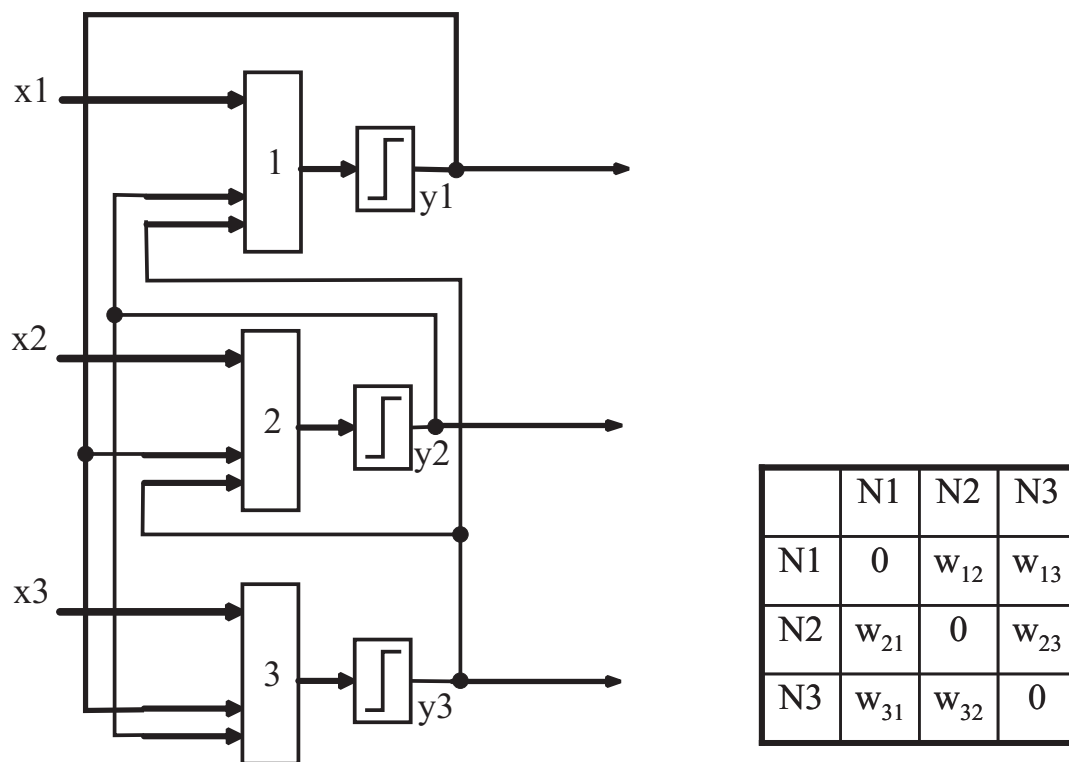 x1
1
y1
x2
2
y2
x3
3
y3
N1 N2 N3
N1 0 w₁₂ w₁₃
N2 w₂₁ 0 w₂₃
N3 w₃₁ w₃₂ 0